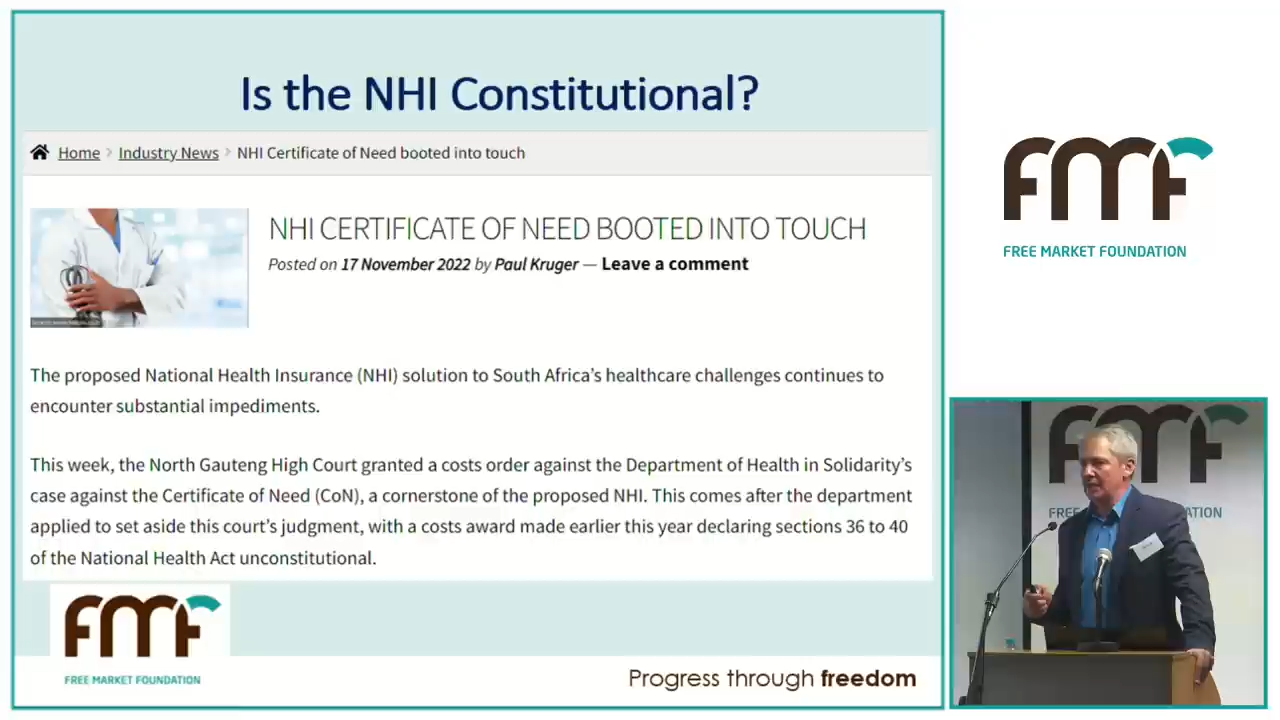 Is the NHI Constitutional?
Home > Industry News > NHI Certificate of Need booted into touch
NHI CERTIFICATE OF NEED BOOTED INTO TOUCH
Posted on 17 November 2022 by Paul Kruger — Leave a comment
The proposed National Health Insurance (NHI) solution to South Africa's healthcare challenges continues to
encounter substantial impediments.
This week, the North Gauteng High Court granted a costs order against the Department of Health in Solidarity's
case against the Certificate of Need (CoN), a cornerstone of the proposed NHI. This comes after the department
applied to set aside this court's judgment, with a costs award made earlier this year declaring sections 36 to 40
of the National Health Act unconstitutional.
FMF
FREE MARKET FOUNDATION
Progress through freedom
FMF
FREE MARKET FOUNDATION
FMF